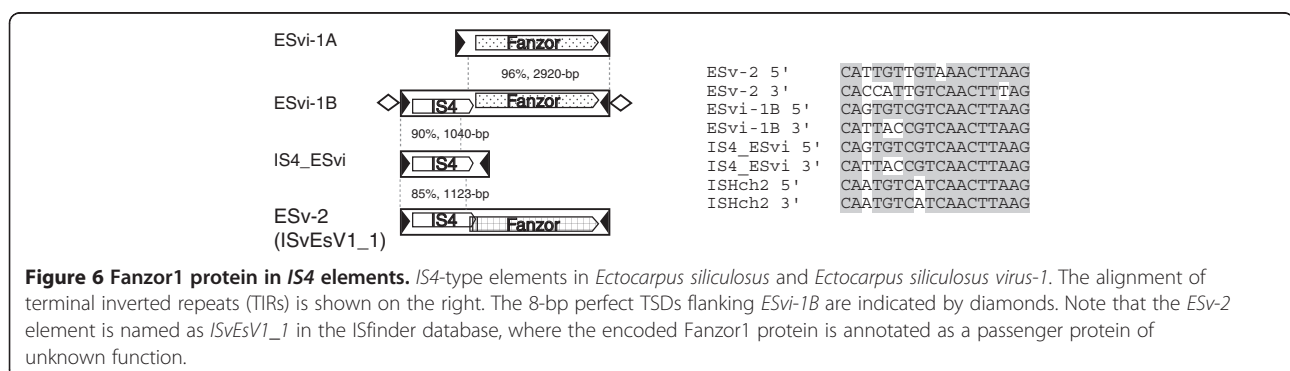 ESvi-1A
Fanzor
96%, 2920-bp
ESvi-1B
IS4
Fanzor
90%, 1040-bp
IS4_ESvi
IS4
85%, 1123-bp
ESv-2
(ISvEsV1_1)
IS4
Fanzor
ESv-2 5' CATTGTTGTAAACTTAAG
ESv-2 3' CACCATTGTCAACTTTAG
ESvi-1B 5' CAGTGTCGTCAACTTAAG
ESvi-1B 3' CATTACCGTCAACTTAAG
IS4_ESvi 5' CAGTGTCGTCAACTTAAG
IS4_ESvi 3' CATTACCGTCAACTTAAG
ISHch2 5' CAATGTCATCAACTTAAG
ISHch2 3' CAATGTCATCAACTTAAG
Figure 6 Fanzor1 protein in IS4 elements. IS4-type elements in Ectocarpus siliculosus and Ectocarpus siliculosus virus-1. The alignment of
terminal inverted repeats (TIRs) is shown on the right. The 8-bp perfect TSDs flanking ESvi-1B are indicated by diamonds. Note that the ESv-2
element is named as ISvEsV1_1 in the ISfinder database, where the encoded Fanzor1 protein is annotated as a passenger protein of
unknown function.